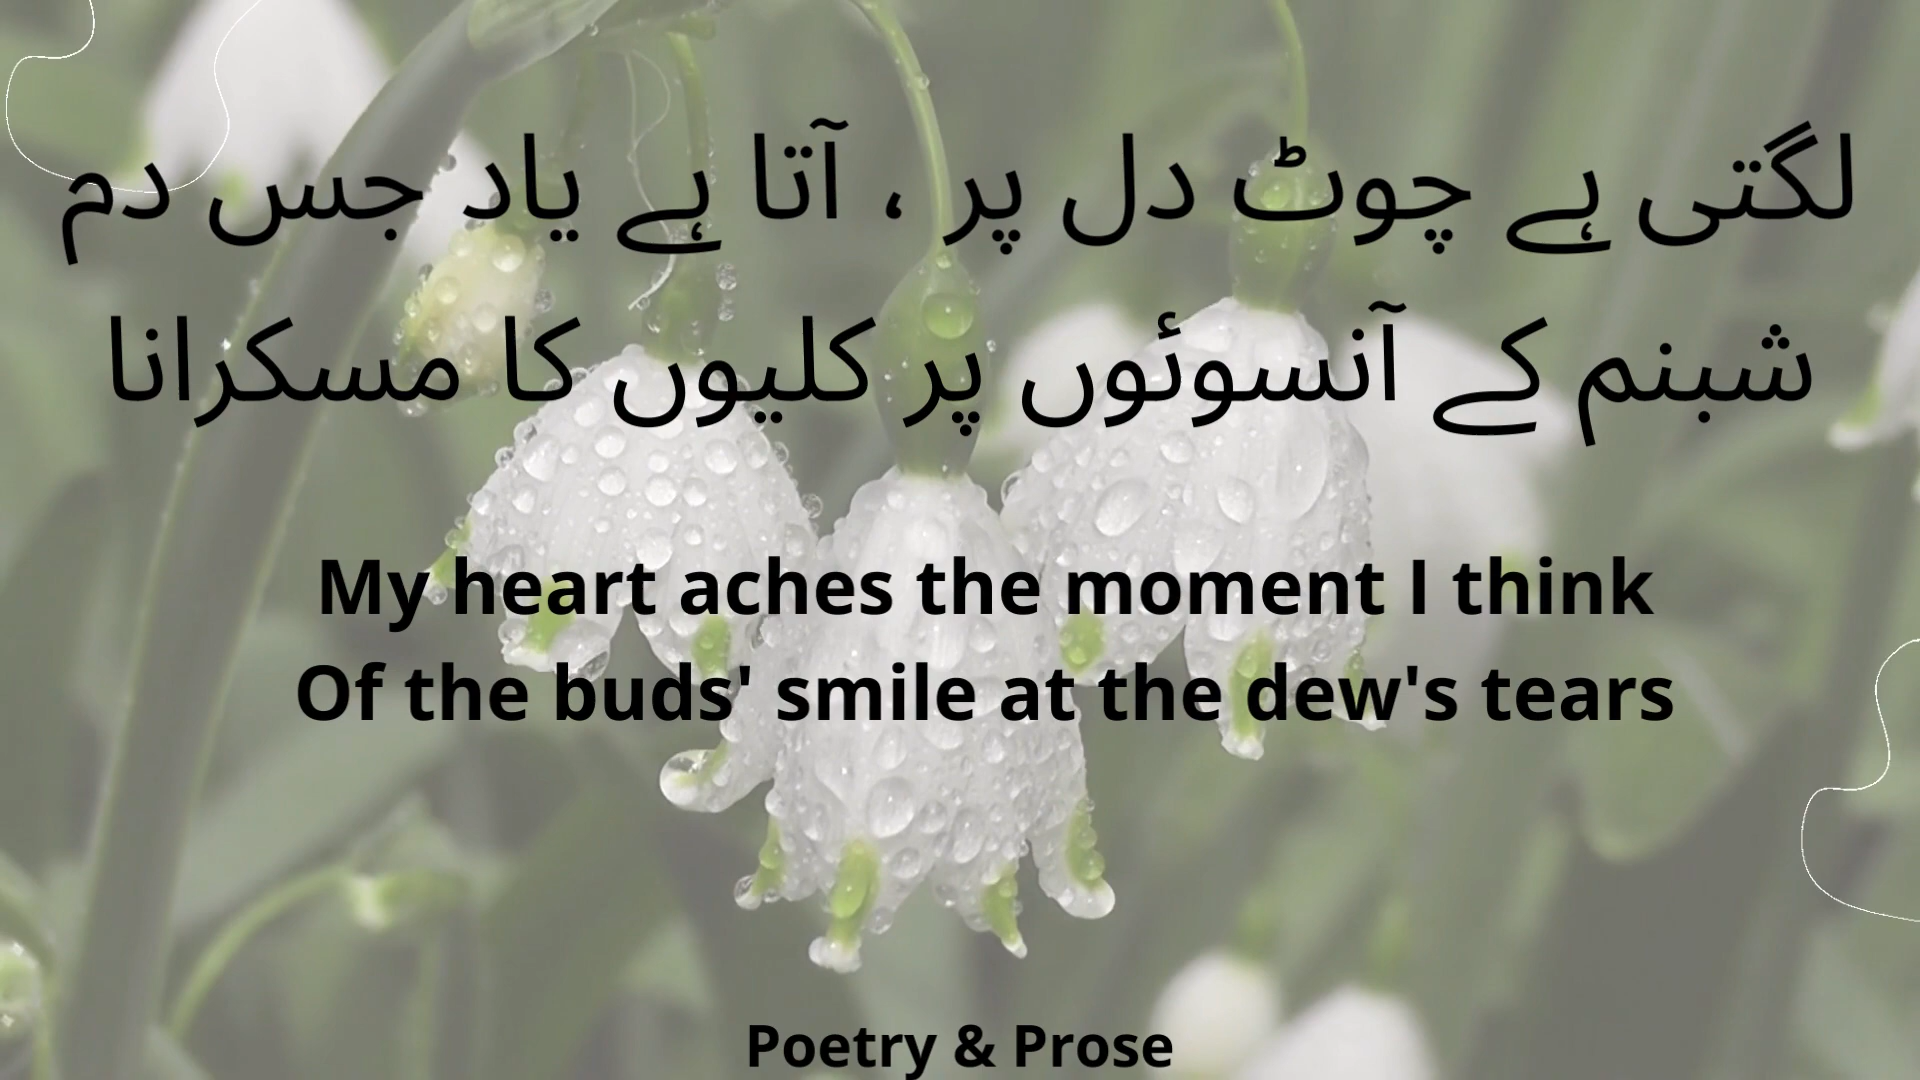 لگتی ہے چوٹ دل پر ، آتا ہے یاد جس دم
شبنم کے آنسوئوں پر کلیوں کا مسکرانا
My heart aches the moment I think
Of the buds' smile at the dew's tears
Poetry & Prose